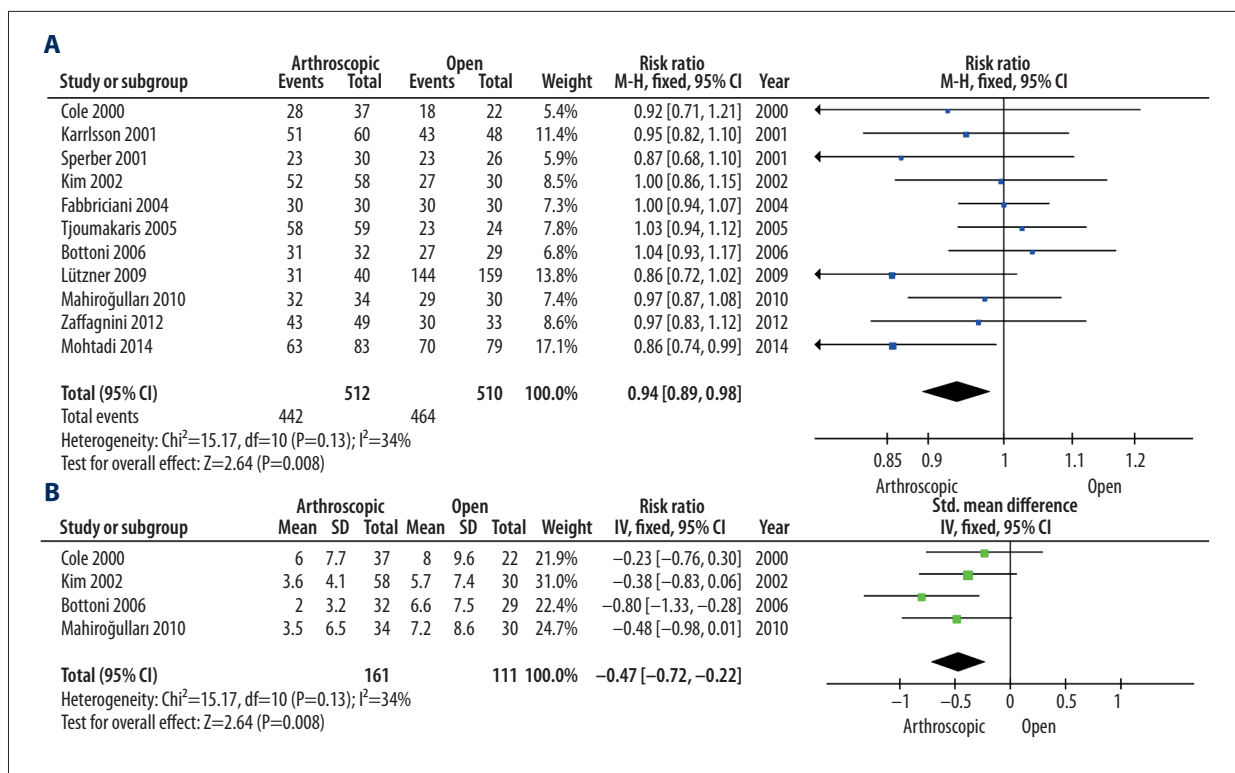 A
Arthroscopic Open Risk ratio Risk ratio
Study or subgroup Events Total Events Total Weight M-H, fixed, 95% CI Year M-H, fixed, 95% CI
Cole 2000 28 37 18 22 5.4% 0.92 [0.71, 1.21] 2000
Karrlsson 2001 51 60 43 48 11.4% 0.95 [0.82, 1.10] 2001
Sperber 2001 23 30 23 26 5.9% 0.87 [0.68, 1.10] 2001
Kim 2002 52 58 27 30 8.5% 1.00 [0.86, 1.15] 2002
Fabbriciani 2004 30 30 30 30 7.3% 1.00 [0.94, 1.07] 2004
Tjoumakaris 2005 58 59 23 24 7.8% 1.03 [0.94, 1.12] 2005
Bottoni 2006 31 32 27 29 6.8% 1.04 [0.93, 1.17] 2006
Lützner 2009 31 40 144 159 13.8% 0.86 [0.72, 1.02] 2009
Mahiroğulları 2010 32 34 29 30 7.4% 0.97 [0.87, 1.08] 2010
Zaffagnini 2012 43 49 30 33 8.6% 0.97 [0.83, 1.12] 2012
Mohtadi 2014 63 83 70 79 17.1% 0.86 [0.74, 0.99] 2014
Total (95% CI) 512 510 100.0% 0.94 [0.89, 0.98]
Total events 442 464
Heterogeneity: Chi²=15.17, df=10 (P=0.13); I²=34%
Test for overall effect: Z=2.64 (P=0.008)
0.85 0.9 1 1.1 1.2
Arthroscopic Open
B
Arthroscopic Open Risk ratio Std. mean difference
Study or subgroup Mean SD Total Mean SD Total Weight IV, fixed, 95% CI Year IV, fixed, 95% CI
Cole 2000 6 7.7 37 8 9.6 22 21.9% −0.23 [−0.76, 0.30] 2000
Kim 2002 3.6 4.1 58 5.7 7.4 30 31.0% −0.38 [−0.83, 0.06] 2002
Bottoni 2006 2 3.2 32 6.6 7.5 29 22.4% −0.80 [−1.33, −0.28] 2006
Mahiroğulları 2010 3.5 6.5 34 7.2 8.6 30 24.7% −0.48 [−0.98, 0.01] 2010
Total (95% CI) 161 111 100.0% −0.47 [−0.72, −0.22]
Heterogeneity: Chi²=15.17, df=10 (P=0.13); I²=34%
Test for overall effect: Z=2.64 (P=0.008)
−1 −0.5 0 0.5 1
Arthroscopic Open